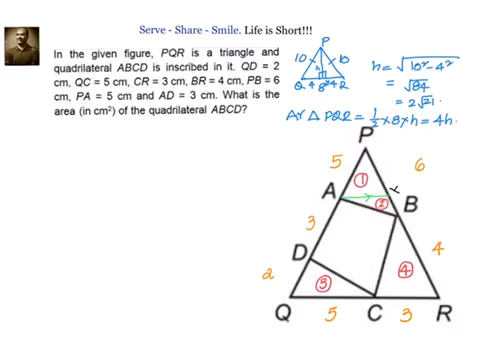 Serve - Share - Smile. Life is Short!!!
In the given figure, PQR is a triangle and
quadrilateral ABCD is inscribed in it. QD = 2
cm, QC = 5 cm, CR = 3 cm, BR = 4 cm, PB = 6
cm, PA = 5 cm and AD = 3 cm. What is the
area (in cm²) of the quadrilateral ABCD?
P
10 10
h
Q 4 8 4 R
h = √10²-4²
= √84
= 2√21
Ar △ PQR = 1/2 × 8 × h = 4h
P
5 6
① x
A ② B
3 4
D
2 ③ ④
Q 5 C 3 R